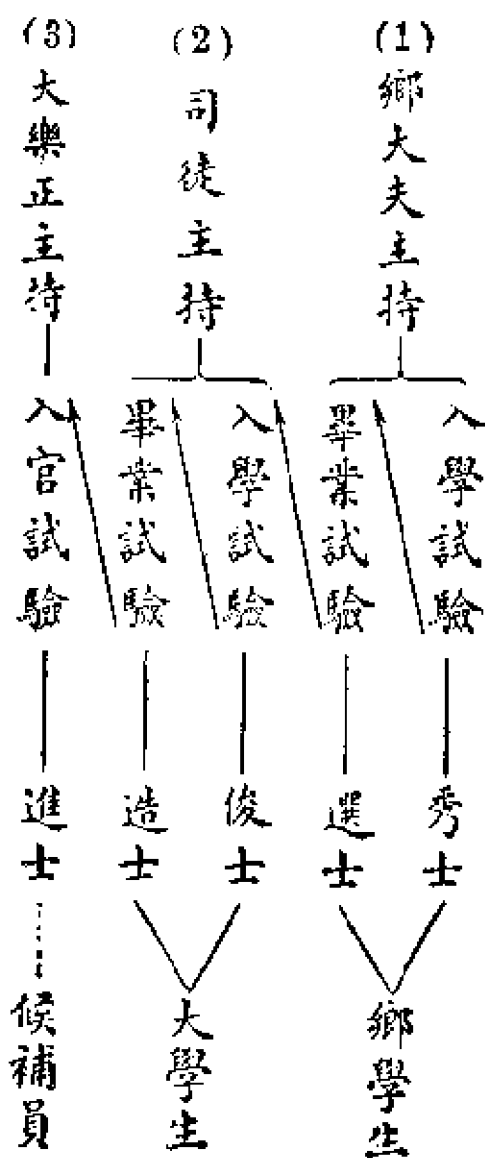 (1)
鄉大夫主持
入學試驗
秀士
畢業試驗
選士
鄉學生
(2)
司徒主持
入學試驗
俊士
畢業試驗
造士
大學生
(3)
大樂正主持
入官試驗
進士
候補員